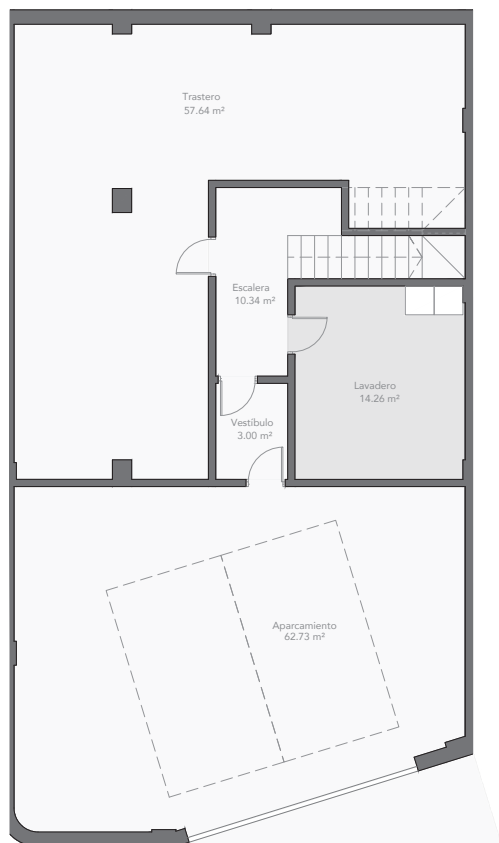 Trastero
57.64 m²
Escalera
10.34 m²
Lavadero
14.26 m²
Vestíbulo
3.00 m²
Aparcamiento
62.73 m²